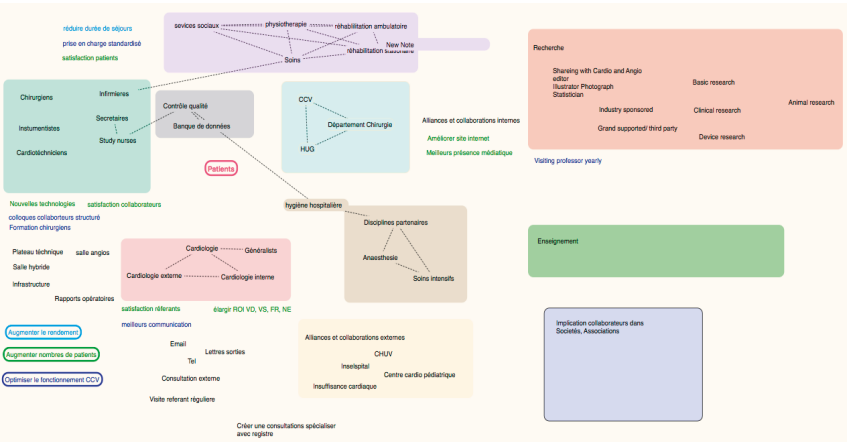 réduire durée de séjours
prise en charge standardisé
satisfaction patients
sevices sociaux
physiotherapie
réhabililtation ambulatoire
New Note
réhabilitation stationaire
Soins
Chirurgiens
Infirmieres
Secretaires
Instumentistes
Study nurses
Cardiotéchniciens
Contrôle qualité
Banque de données
CCV
Département Chirurgie
HUG
Alliances et collaborations internes
Améliorer site internet
Meilleurs présence médiatique
Recherche
Shareing with Cardio and Angio
editor
Illustrator Photograph
Statistician
Basic research
Animal research
Industry sponsored
Clinical research
Grand supported/ third party
Device research
Visiting professor yearly
Patients
Nouvelles technologies
satisfaction collaborateurs
colloques collaborteurs structuré
Formation chirurgiens
hygiène hospitalière
Disciplines partenaires
Anaesthesie
Soins intensifs
Enseignement
Plateau téchnique
salle angios
Salle hybride
Infrastructure
Rapports opératoires
Cardiologie
Généralists
Cardiologie externe
Cardiologie interne
satisfaction réferants
élargir ROI VD, VS, FR, NE
meilleurs communication
Augmenter le rendement
Augmenter nombres de patients
Optimiser le fonctionnement CCV
Email
Lettres sorties
Tel
Consultation externe
Visite referant réguliere
Créer une consultations spécialiser
avec registre
Alliances et collaborations externes
CHUV
Inselspital
Centre cardio pédiatrique
Insuffisance cardiaque
Implication collaborateurs dans
Societés, Associations